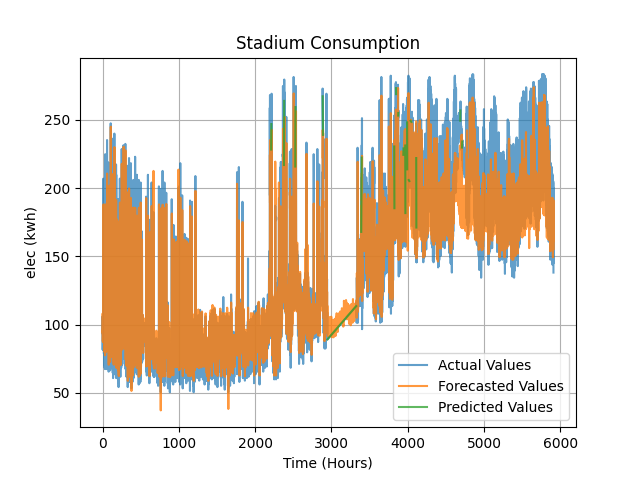 Stadium Consumption
elec (kwh)
250
200
150
100
50
0 1000 2000 3000 4000 5000 6000
Time (Hours)
Actual Values
Forecasted Values
Predicted Values